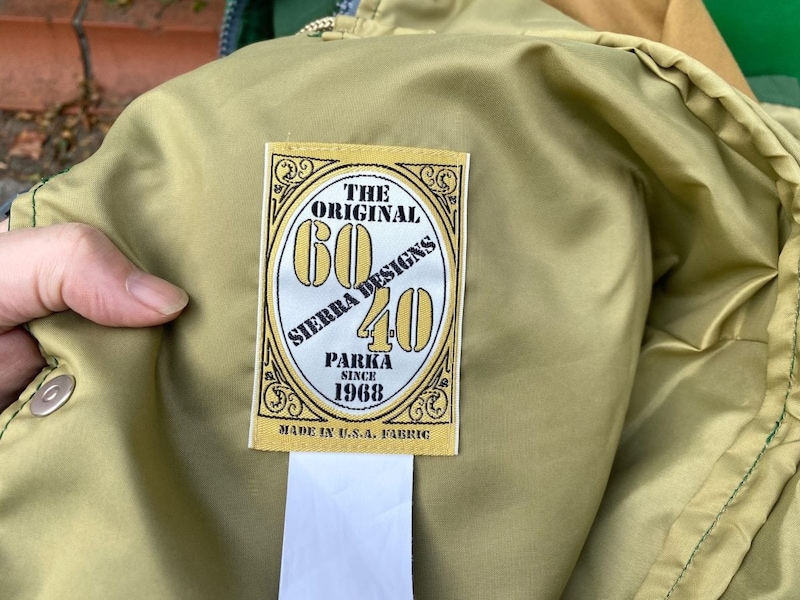 THE
ORIGINAL
60
SIERRA DESIGNS
40
PARKA
SINCE
1968
MADE IN U.S.A. FABRIC